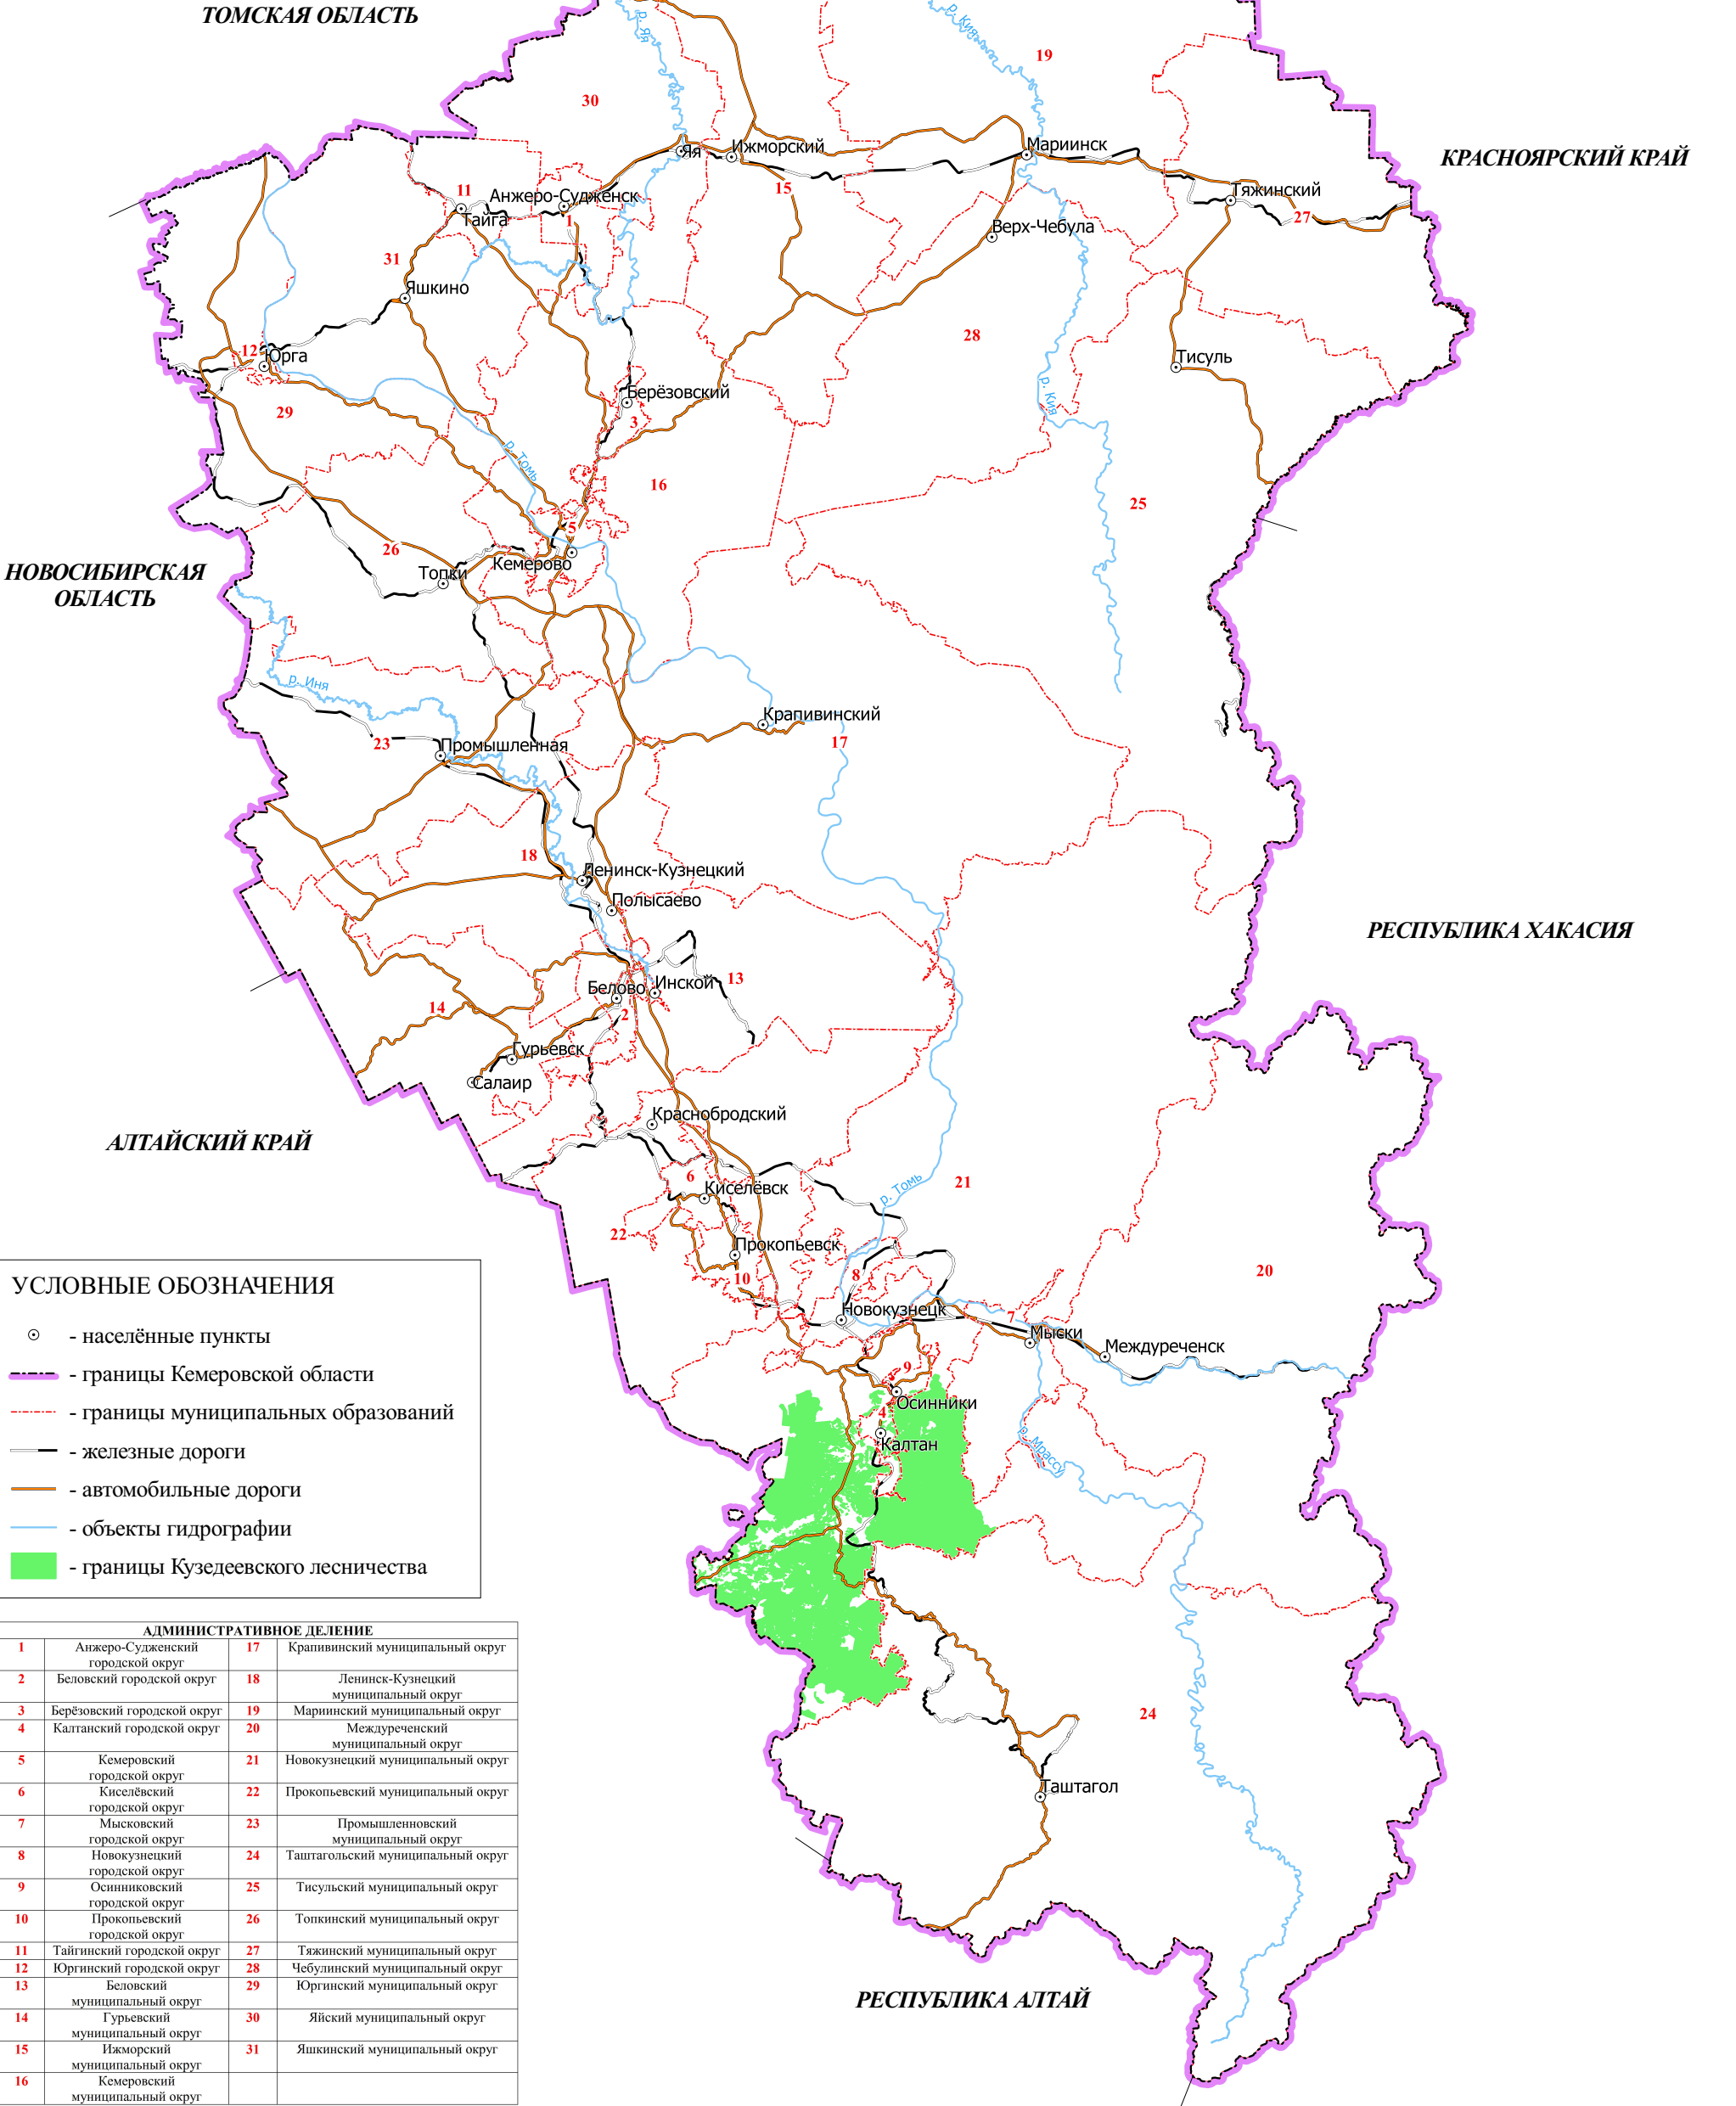 ТОМСКАЯ ОБЛАСТЬ
р. Яя
р. Кия
19
30
КРАСНОЯРСКИЙ КРАЙ
Яя
Ижморский
Мариинск
11
15
Тяжинский
Анжеро-Судженск
1
Тайга
27
Верх-Чебула
31
Яшкино
28
12
Юрга
Тисуль
Берёзовский
р. Кия
29
3
р. Томь
16
25
5
26
Кемерово
Топки
НОВОСИБИРСКАЯ
ОБЛАСТЬ
р. Иня
Крапивинский
23
17
Промышленная
18
Ленинск-Кузнецкий
Полысаево
РЕСПУБЛИКА ХАКАСИЯ
13
Инской
Белово
14
2
Гурьевск
Салаир
Краснобродский
АЛТАЙСКИЙ КРАЙ
6
Киселёвск
р. Томь
21
22
Прокопьевск
10
8
20
Новокузнецк
7
Мыски
Междуреченск
9
Осинники
4
Калтан
р. Мрассу
24
Таштагол
РЕСПУБЛИКА АЛТАЙ
УСЛОВНЫЕ ОБОЗНАЧЕНИЯ
- населённые пункты
- границы Кемеровской области
- границы муниципальных образований
- железные дороги
- автомобильные дороги
- объекты гидрографии
- границы Кузедеевского лесничества
АДМИНИСТРАТИВНОЕ ДЕЛЕНИЕ
1 Анжеро-Судженский 17 Крапивинский муниципальный округ
городской округ
2 Беловский городской округ 18 Ленинск-Кузнецкий
муниципальный округ
3 Берёзовский городской округ 19 Мариинский муниципальный округ
4 Калтанский городской округ 20 Междуреченский
муниципальный округ
5 Кемеровский 21 Новокузнецкий муниципальный округ
городской округ
6 Киселёвский 22 Прокопьевский муниципальный округ
городской округ
7 Мысковский 23 Промышленновский
городской округ муниципальный округ
8 Новокузнецкий 24 Таштагольский муниципальный округ
городской округ
9 Осинниковский 25 Тисульский муниципальный округ
городской округ
10 Прокопьевский 26 Топкинский муниципальный округ
городской округ
11 Тайгинский городской округ 27 Тяжинский муниципальный округ
12 Юргинский городской округ 28 Чебулинский муниципальный округ
13 Беловский 29 Юргинский муниципальный округ
муниципальный округ
14 Гурьевский 30 Яйский муниципальный округ
муниципальный округ
15 Ижморский 31 Яшкинский муниципальный округ
муниципальный округ
16 Кемеровский
муниципальный округ